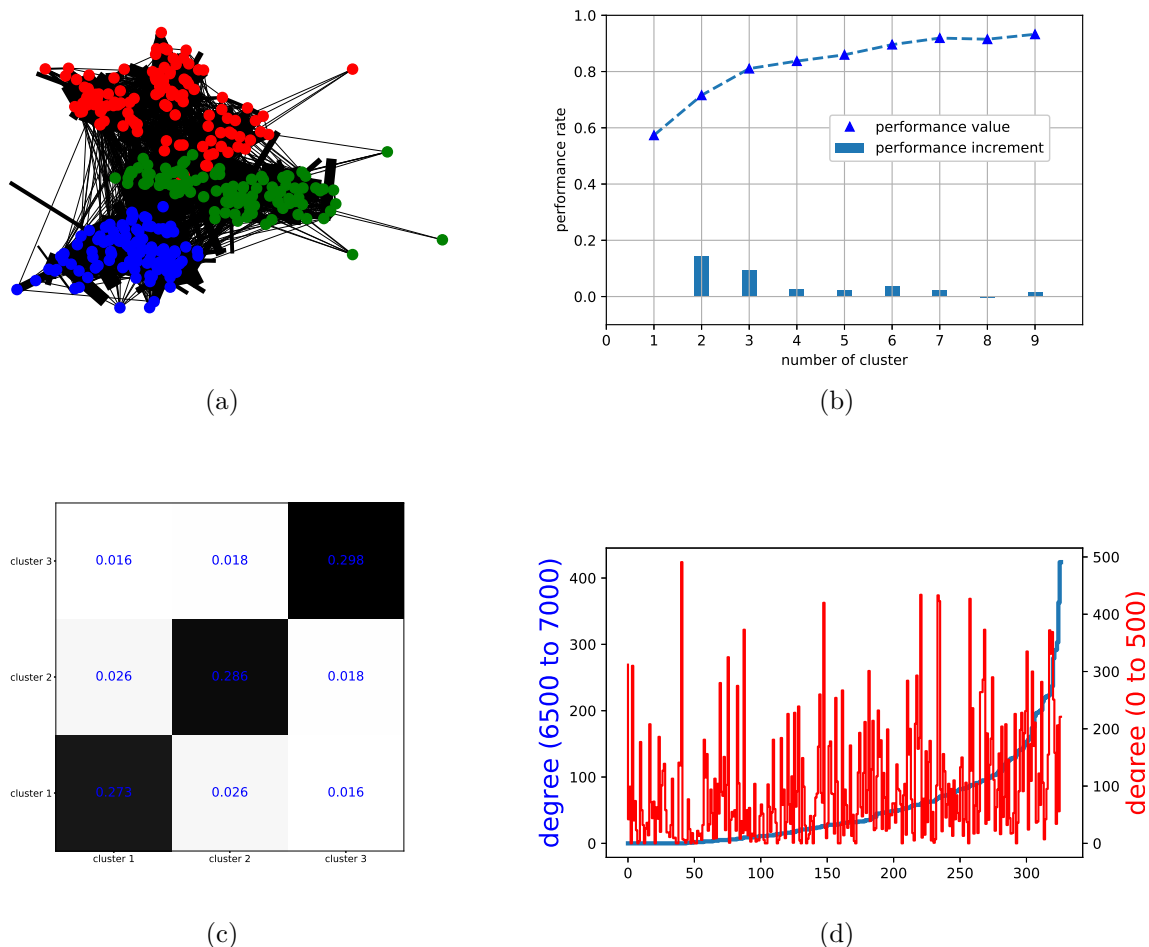 1.0
0.8
0.6
0.4
0.2
0.0
performance rate
performance value
performance increment
0 1 2 3 4 5 6 7 8 9
number of cluster
(a)
(b)
cluster 3
0.016 0.018 0.298
cluster 2
0.026 0.286 0.018
cluster 1
0.273 0.026 0.016
cluster 1 cluster 2 cluster 3
degree (6500 to 7000)
400
300
200
100
0
500
400
300
200
100
0
degree (0 to 500)
0 50 100 150 200 250 300
(c)
(d)